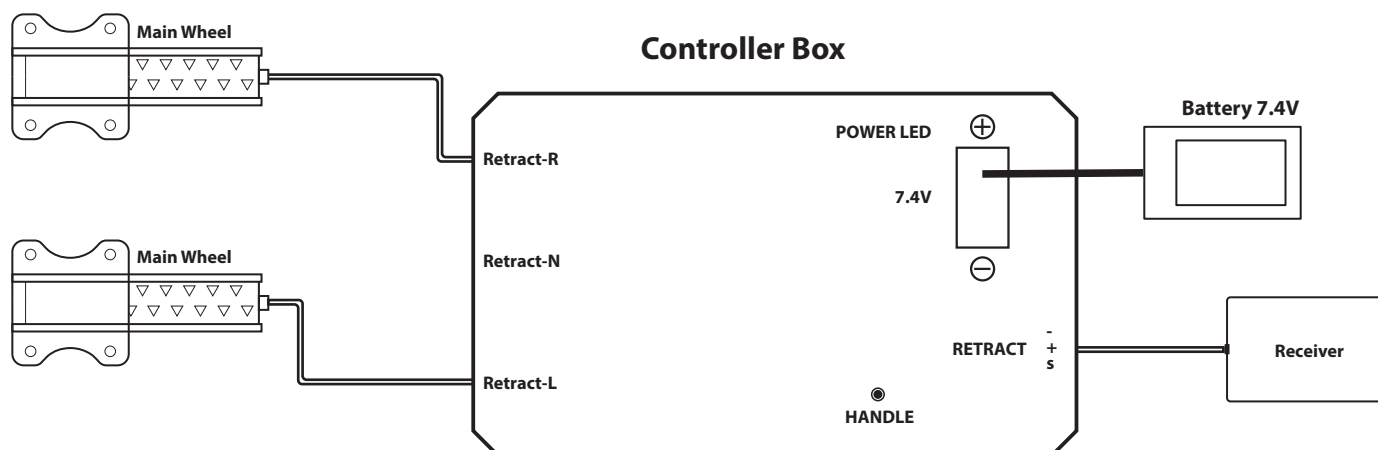 Main Wheel
Controller Box
Battery 7.4V
POWER LED
+
Retract-R
7.4V
Main Wheel
Retract-N
−
-
RETRACT +
s
Receiver
Retract-L
HANDLE